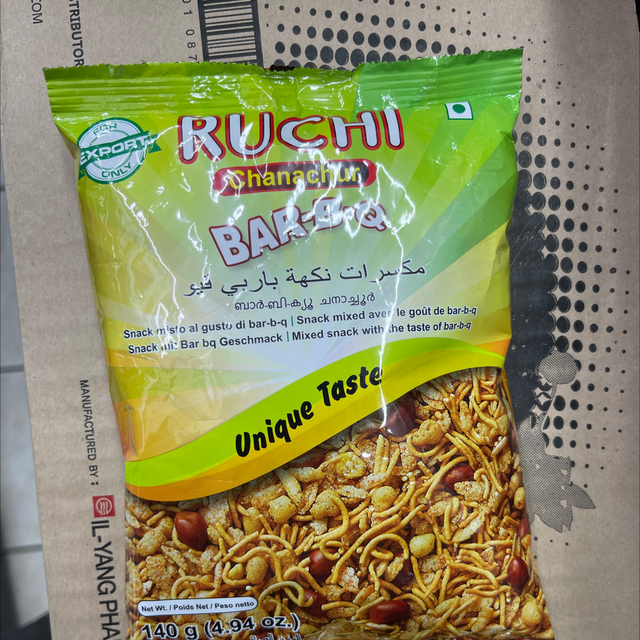 RUCHI
Chanachur
BAR-B-Q
FOR
EXPORT
ONLY
مكسرات نكهة باربي كيو
ബാർ-ബി-ക്യൂ ചനാച്ചൂർ
Snack misto al gusto di bar-b-q | Snack mixed avec le goût de bar-b-q
Snack mit Bar bq Geschmack | Mixed snack with the taste of bar-b-q
Unique Taste
Net Wt. / Poids Net / Peso netto
140 g (4.94 oz.)
MANUFACTURED BY :
IL-YANG PHA